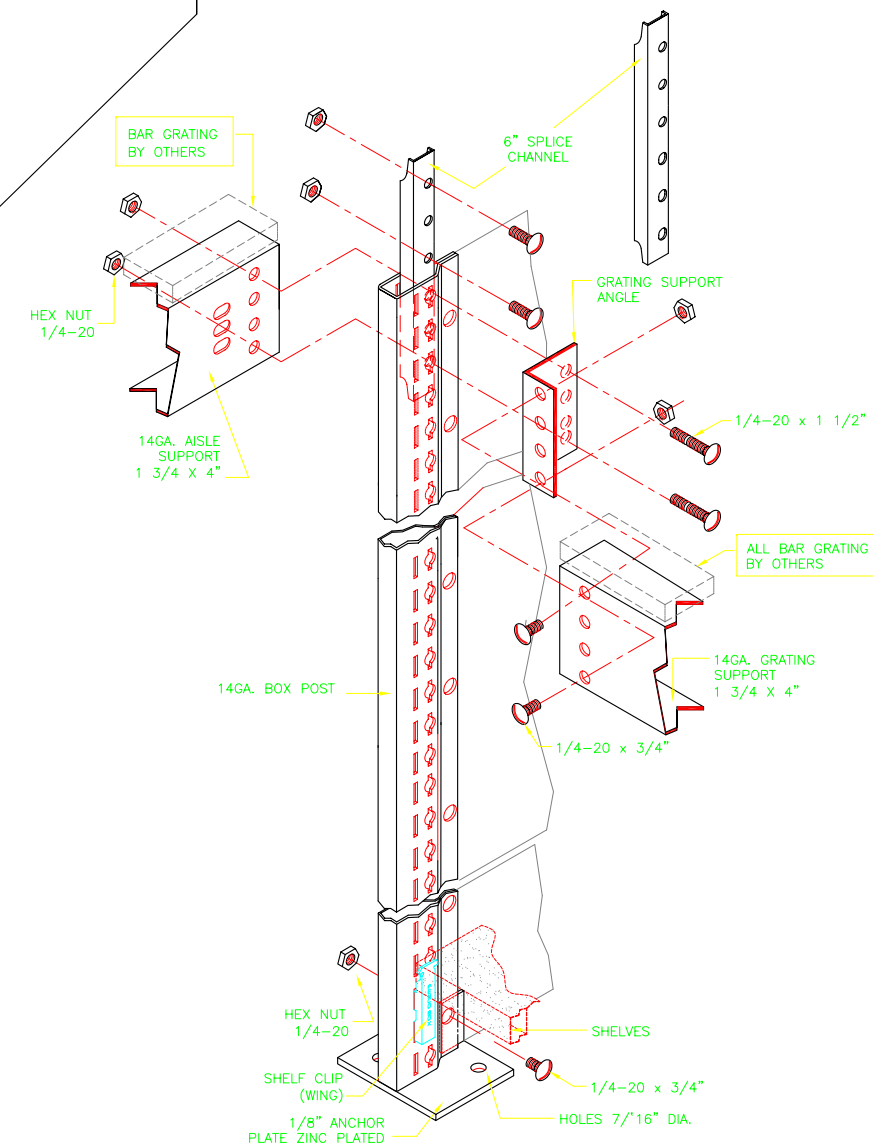 BAR GRATING
BY OTHERS
6" SPLICE
CHANNEL
GRATING SUPPORT
ANGLE
HEX NUT
1/4-20
14GA. AISLE
SUPPORT
1 3/4 X 4"
1/4-20 x 1 1/2"
ALL BAR GRATING
BY OTHERS
14GA. BOX POST
14GA. GRATING
SUPPORT
1 3/4 X 4"
1/4-20 x 3/4"
HEX NUT
1/4-20
SHELVES
SHELF CLIP
(WING)
1/4-20 x 3/4"
1/8" ANCHOR
PLATE ZINC PLATED
HOLES 7/'16" DIA.